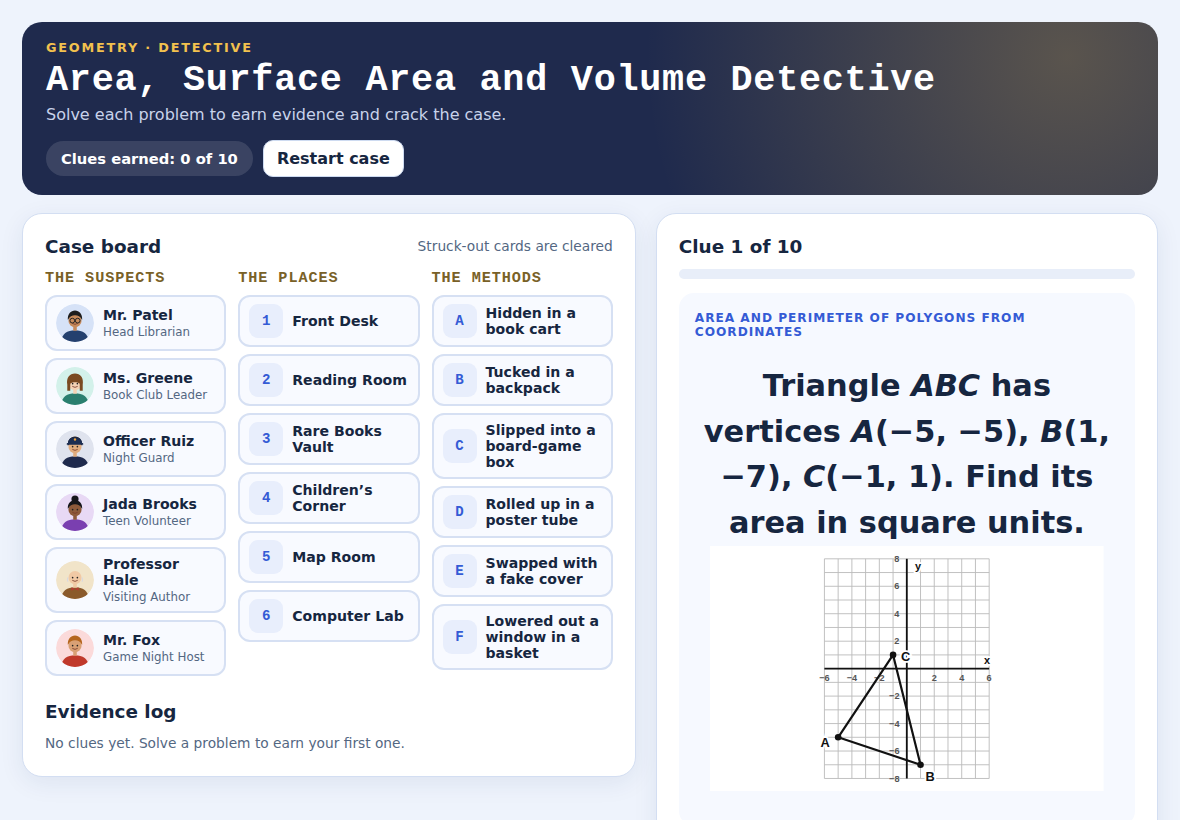 GEOMETRY · DETECTIVE
Area, Surface Area and Volume Detective
Solve each problem to earn evidence and crack the case.
Clues earned: 0 of 10
Restart case
Case board
Struck-out cards are cleared
THE SUSPECTS
Mr. Patel
Head Librarian
Ms. Greene
Book Club Leader
Officer Ruiz
Night Guard
Jada Brooks
Teen Volunteer
Professor
Hale
Visiting Author
Mr. Fox
Game Night Host
THE PLACES
1
Front Desk
2
Reading Room
3
Rare Books
Vault
4
Children’s
Corner
5
Map Room
6
Computer Lab
THE METHODS
A
Hidden in a
book cart
B
Tucked in a
backpack
C
Slipped into a
board-game
box
D
Rolled up in a
poster tube
E
Swapped with
a fake cover
F
Lowered out a
window in a
basket
Evidence log
No clues yet. Solve a problem to earn your first one.
Clue 1 of 10
AREA AND PERIMETER OF POLYGONS FROM
COORDINATES
Triangle ABC has
vertices A(−5, −5), B(1,
−7), C(−1, 1). Find its
area in square units.
8
y
6
4
2
C
x
−6 −4 −2 2 4 6
−2
−4
A
−6
B
−8